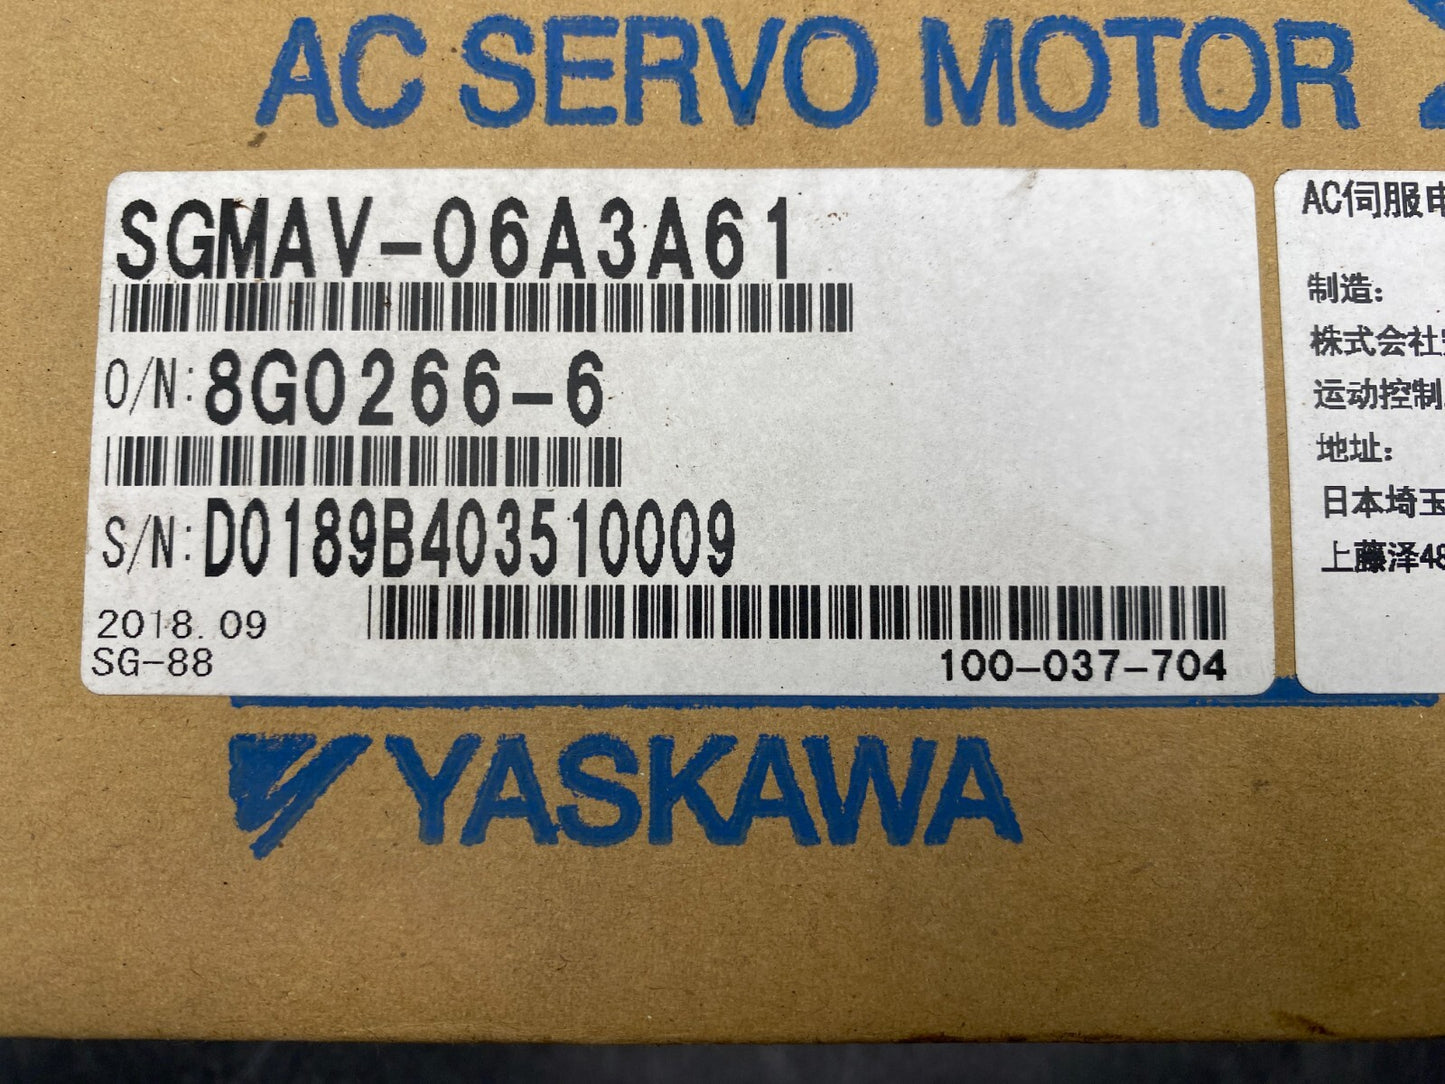 AC SERVO MOTOR
SGMAV-06A3A61
O/N: 8G0266-6
S/N: D0189B403510009
2018.09
SG-88
100-037-704
AC伺服
制造:
株式会社
运动控制
地址:
日本埼玉
上藤泽48
YASKAWA